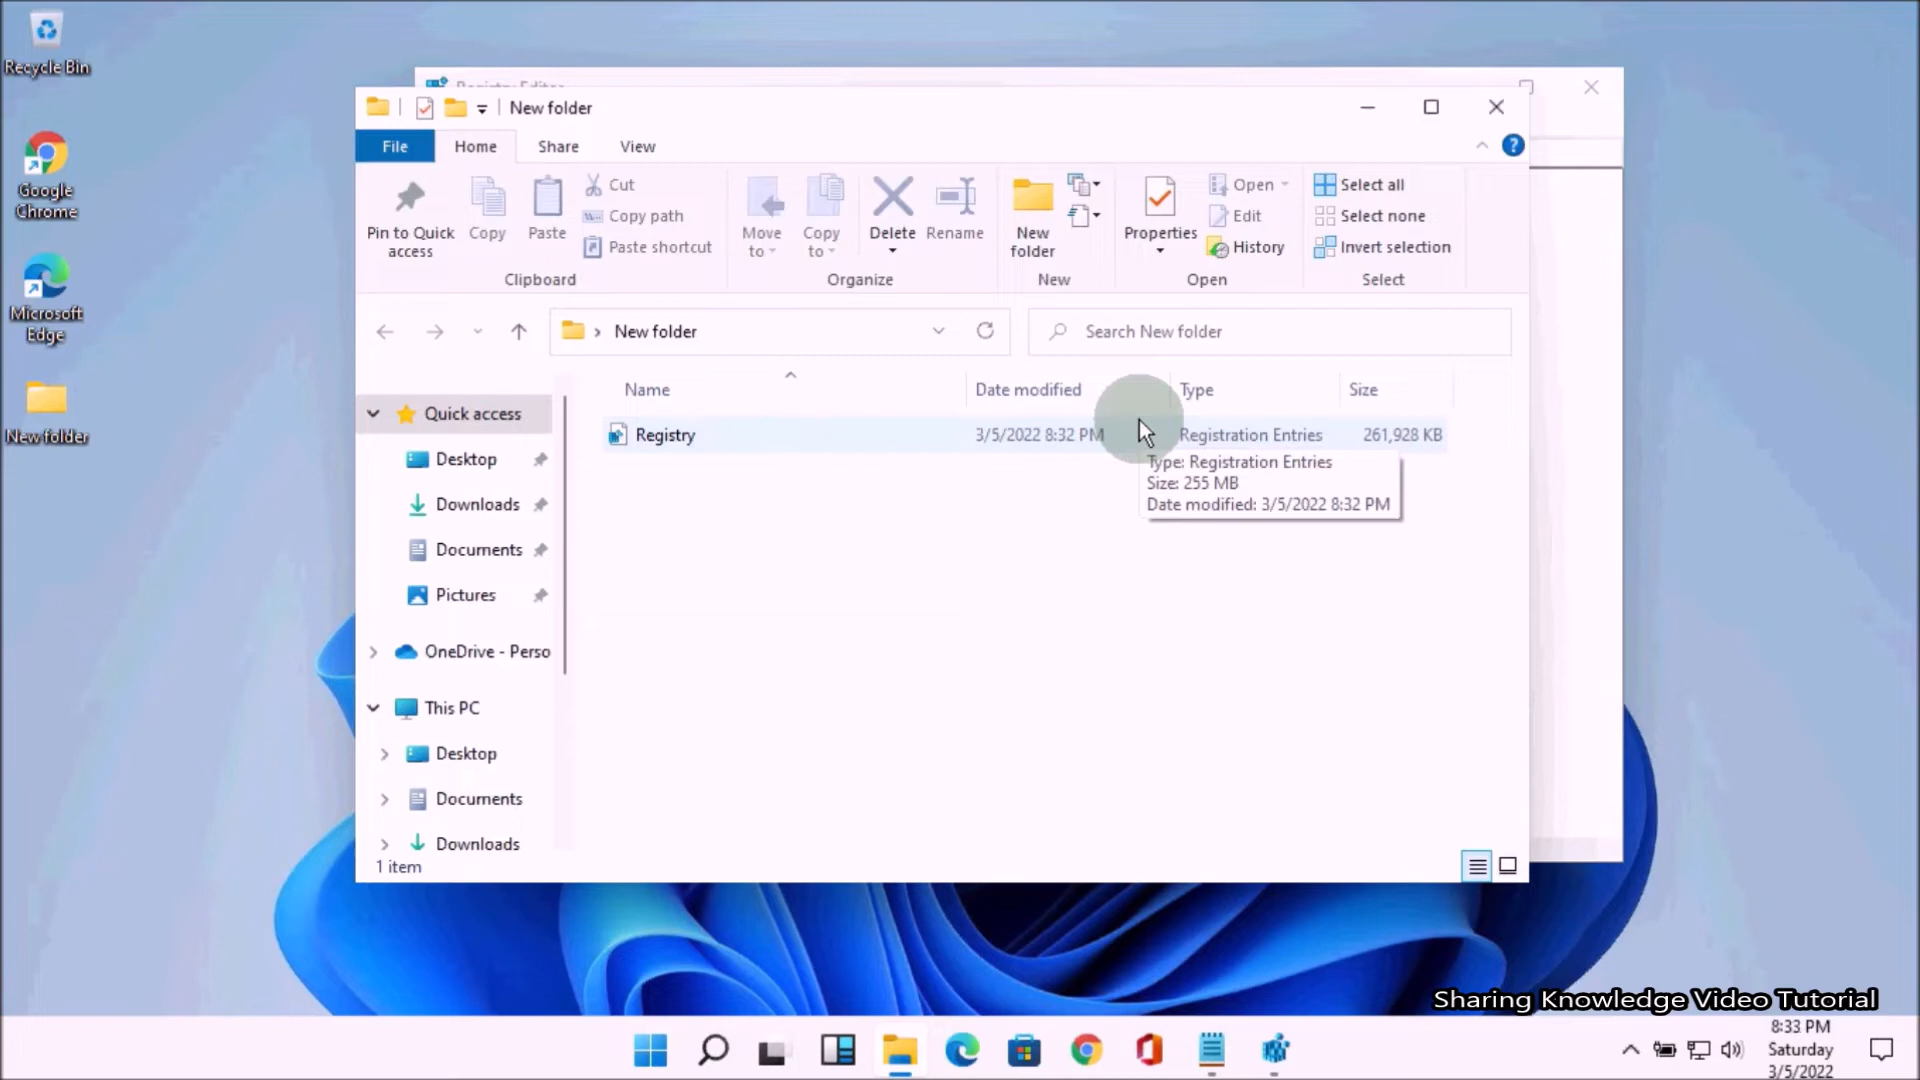 Recycle Bin
Google
Chrome
Microsoft
Edge
New folder
Registry Editor
New folder
File
Home
Share
View
?
Pin to Quick
access
Copy
Paste
Cut
Copy path
Paste shortcut
Clipboard
Move
to
Copy
to
Delete
Rename
Organize
New
folder
New
Properties
Open
Edit
History
Open
Select all
Select none
Invert selection
Select
New folder
Search New folder
Name
Date modified
Type
Size
Registry
3/5/2022 8:32 PM
Registration Entries
261,928 KB
Type: Registration Entries
Size: 255 MB
Date modified: 3/5/2022 8:32 PM
Quick access
Desktop
Downloads
Documents
Pictures
OneDrive - Perso
This PC
Desktop
Documents
Downloads
1 item
Sharing Knowledge Video Tutorial
8:33 PM
Saturday
3/5/2022